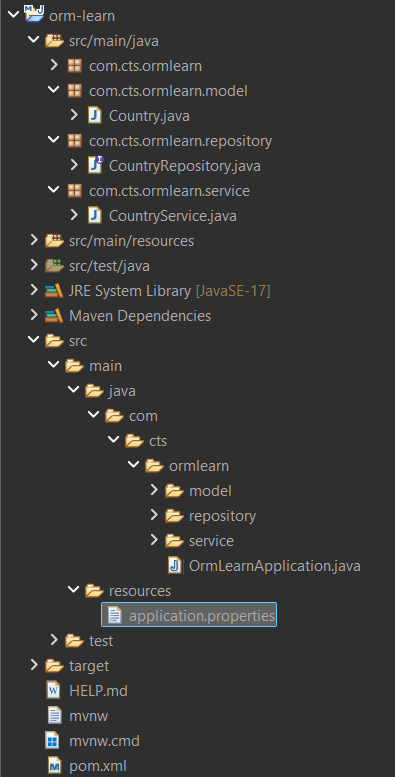 orm-learn
src/main/java
com.cts.ormlearn
com.cts.ormlearn.model
Country.java
com.cts.ormlearn.repository
CountryRepository.java
com.cts.ormlearn.service
CountryService.java
src/main/resources
src/test/java
JRE System Library [JavaSE-17]
Maven Dependencies
src
main
java
com
cts
ormlearn
model
repository
service
OrmLearnApplication.java
resources
application.properties
test
target
HELP.md
mvnw
mvnw.cmd
pom.xml